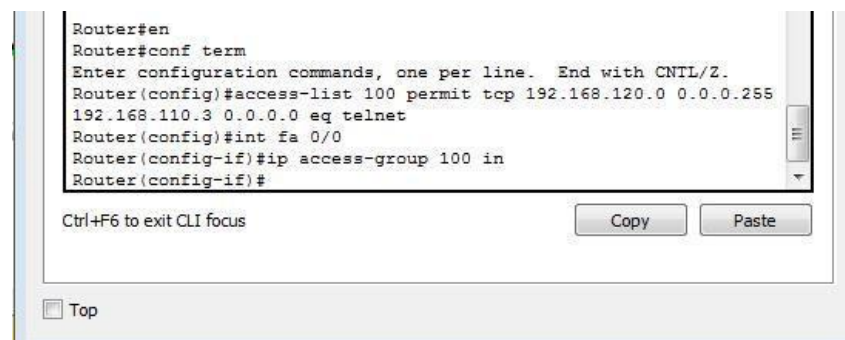 Router#en
Router#conf term
Enter configuration commands, one per line.  End with CNTL/Z.
Router(config)#access-list 100 permit tcp 192.168.120.0 0.0.0.255
192.168.110.3 0.0.0.0 eq telnet
Router(config)#int fa 0/0
Router(config-if)#ip access-group 100 in
Router(config-if)#
Ctrl+F6 to exit CLI focus
Copy
Paste
Top